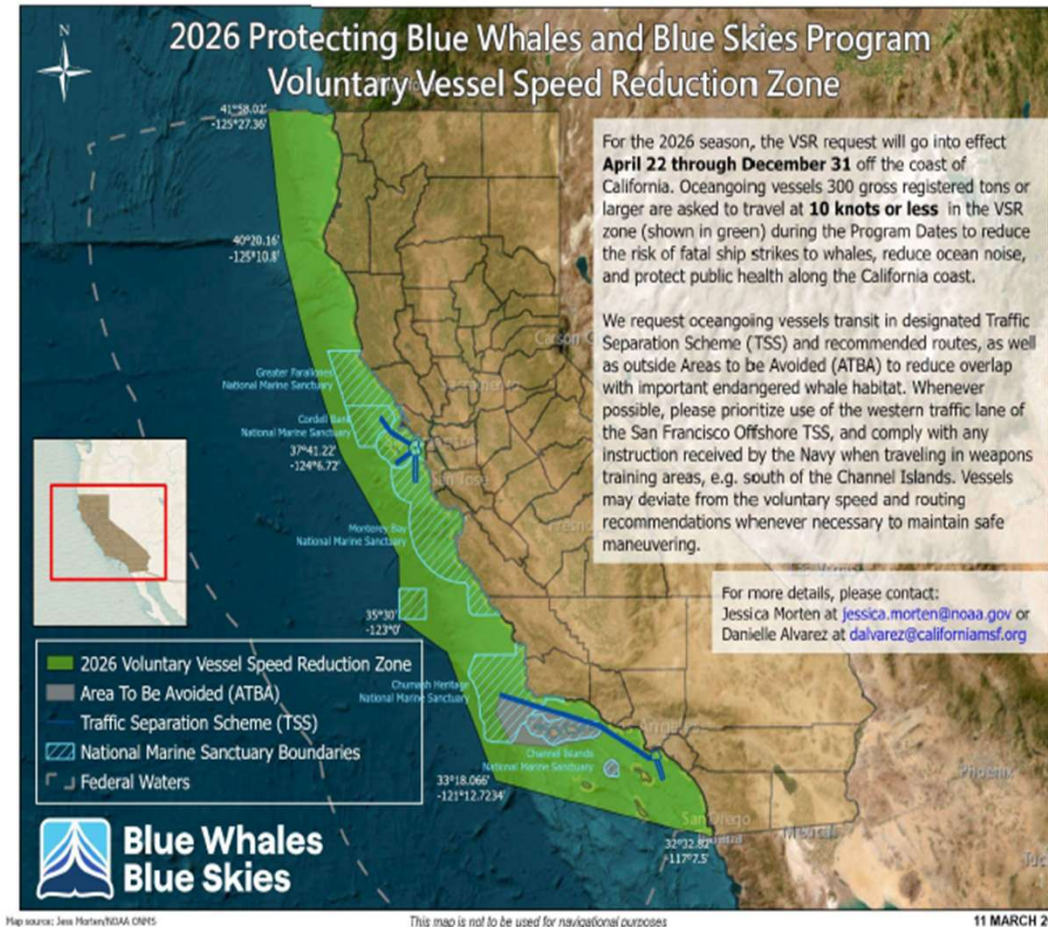 N
2026 Protecting Blue Whales and Blue Skies Program
Voluntary Vessel Speed Reduction Zone
41°58.02'
-125°27.36'
For the 2026 season, the VSR request will go into effect
April 22 through December 31 off the coast of
California. Oceangoing vessels 300 gross registered tons or
larger are asked to travel at 10 knots or less in the VSR
zone (shown in green) during the Program Dates to reduce
the risk of fatal ship strikes to whales, reduce ocean noise,
and protect public health along the California coast.
We request oceangoing vessels transit in designated Traffic
Separation Scheme (TSS) and recommended routes, as well
as outside Areas to be Avoided (ATBA) to reduce overlap
with important endangered whale habitat. Whenever
possible, please prioritize use of the western traffic lane of
the San Francisco Offshore TSS, and comply with any
instruction received by the Navy when traveling in weapons
training areas, e.g. south of the Channel Islands. Vessels
may deviate from the voluntary speed and routing
recommendations whenever necessary to maintain safe
maneuvering.
For more details, please contact:
Jessica Morten at jessica.morten@noaa.gov or
Danielle Alvarez at dalvarez@californiamsf.org
40°20.16'
-125°10.8'
Carson C
Sacramento
Greater Farallones
National Marine Sanctuary
Cordell Bank
National Marine Sanctuary
37°41.22'
-124°6.72'
San Jose
Fresno
Monterey Bay
National Marine Sanctuary
35°30'
-123°0'
Chumash Heritage
National Marine Sanctuary
Angeles
Channel Islands
National Marine Sanctuary
33°18.066'
-121°12.7234'
San Diego
Tijuana
Mexicali
Phoenix
Tuc
32°32.82'
-117°7.5'
2026 Voluntary Vessel Speed Reduction Zone
Area To Be Avoided (ATBA)
Traffic Separation Scheme (TSS)
National Marine Sanctuary Boundaries
Federal Waters
Blue Whales
Blue Skies
Map source: Jess Morten/NOAA ONMS
This map is not to be used for navigational purposes
11 MARCH 2